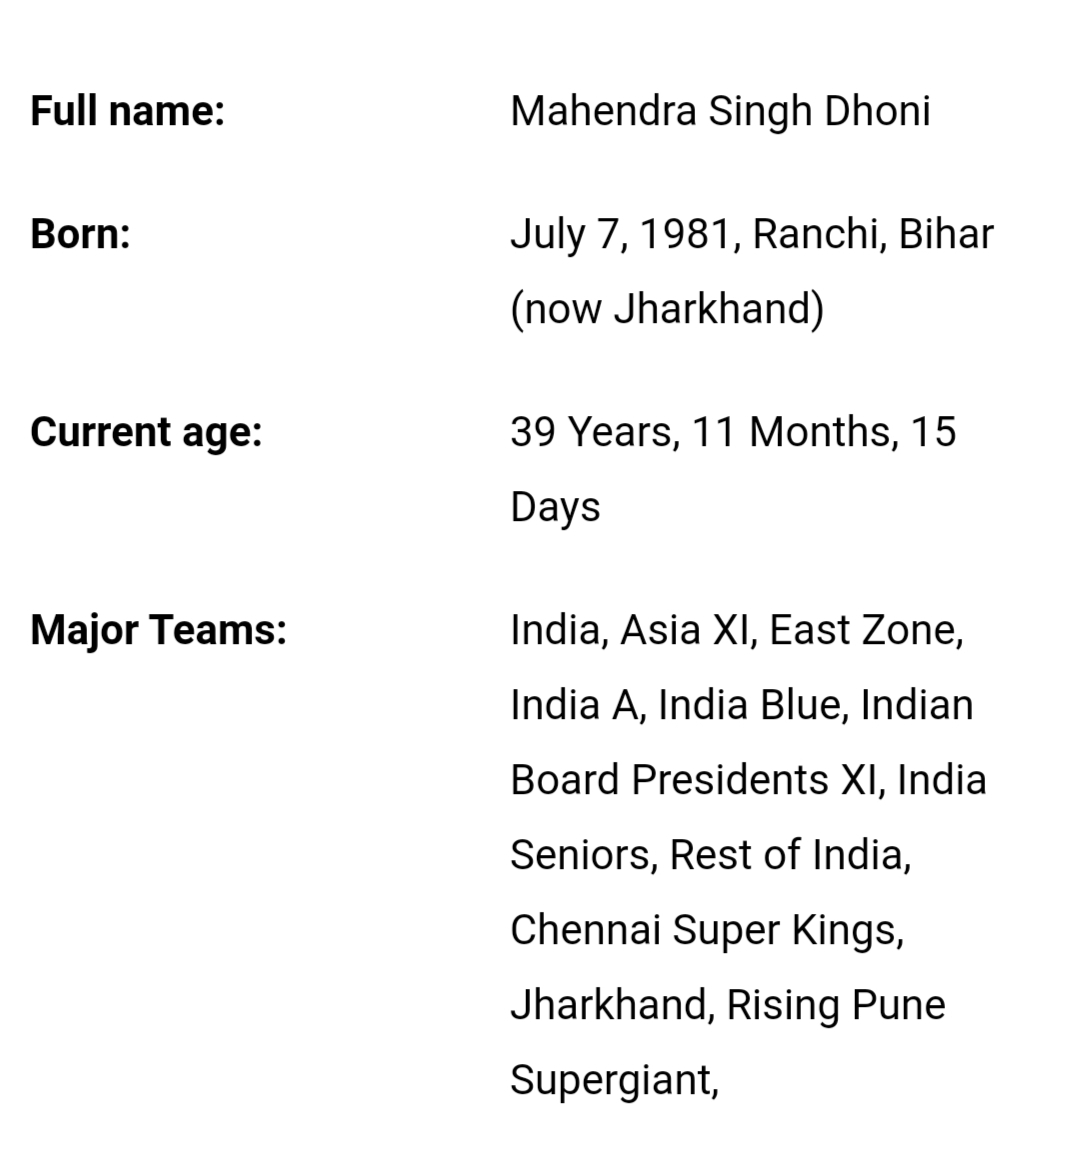 Full name: Mahendra Singh Dhoni
Born: July 7, 1981, Ranchi, Bihar
(now Jharkhand)
Current age: 39 Years, 11 Months, 15
Days
Major Teams: India, Asia XI, East Zone,
India A, India Blue, Indian
Board Presidents XI, India
Seniors, Rest of India,
Chennai Super Kings,
Jharkhand, Rising Pune
Supergiant,